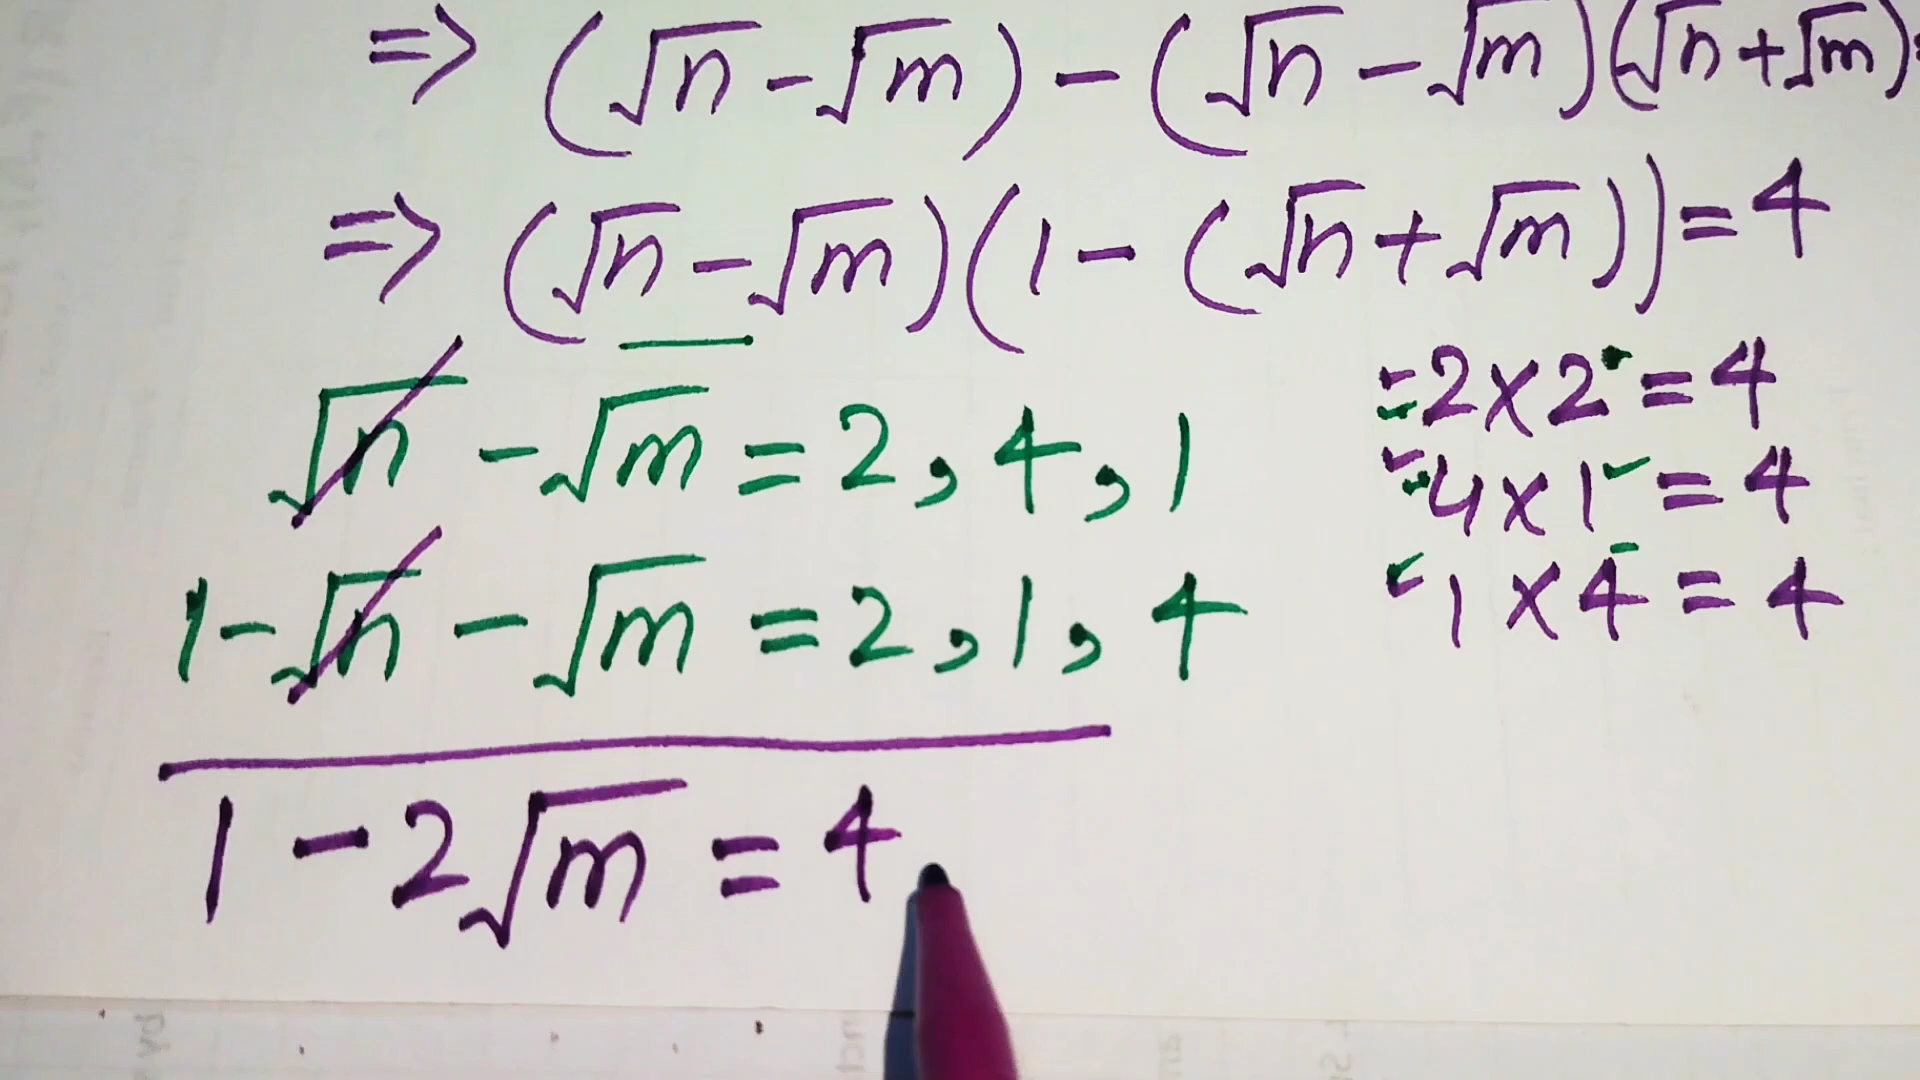 => (√n - √m) - (√n - √m)(√n + √m) =
=> (√n - √m)(1 - (√n + √m)) = 4
√n - √m = 2, 4, 1
1 - √n - √m = 2, 1, 4
1 - 2√m = 4
2 × 2 = 4
4 × 1 = 4
1 × 4 = 4